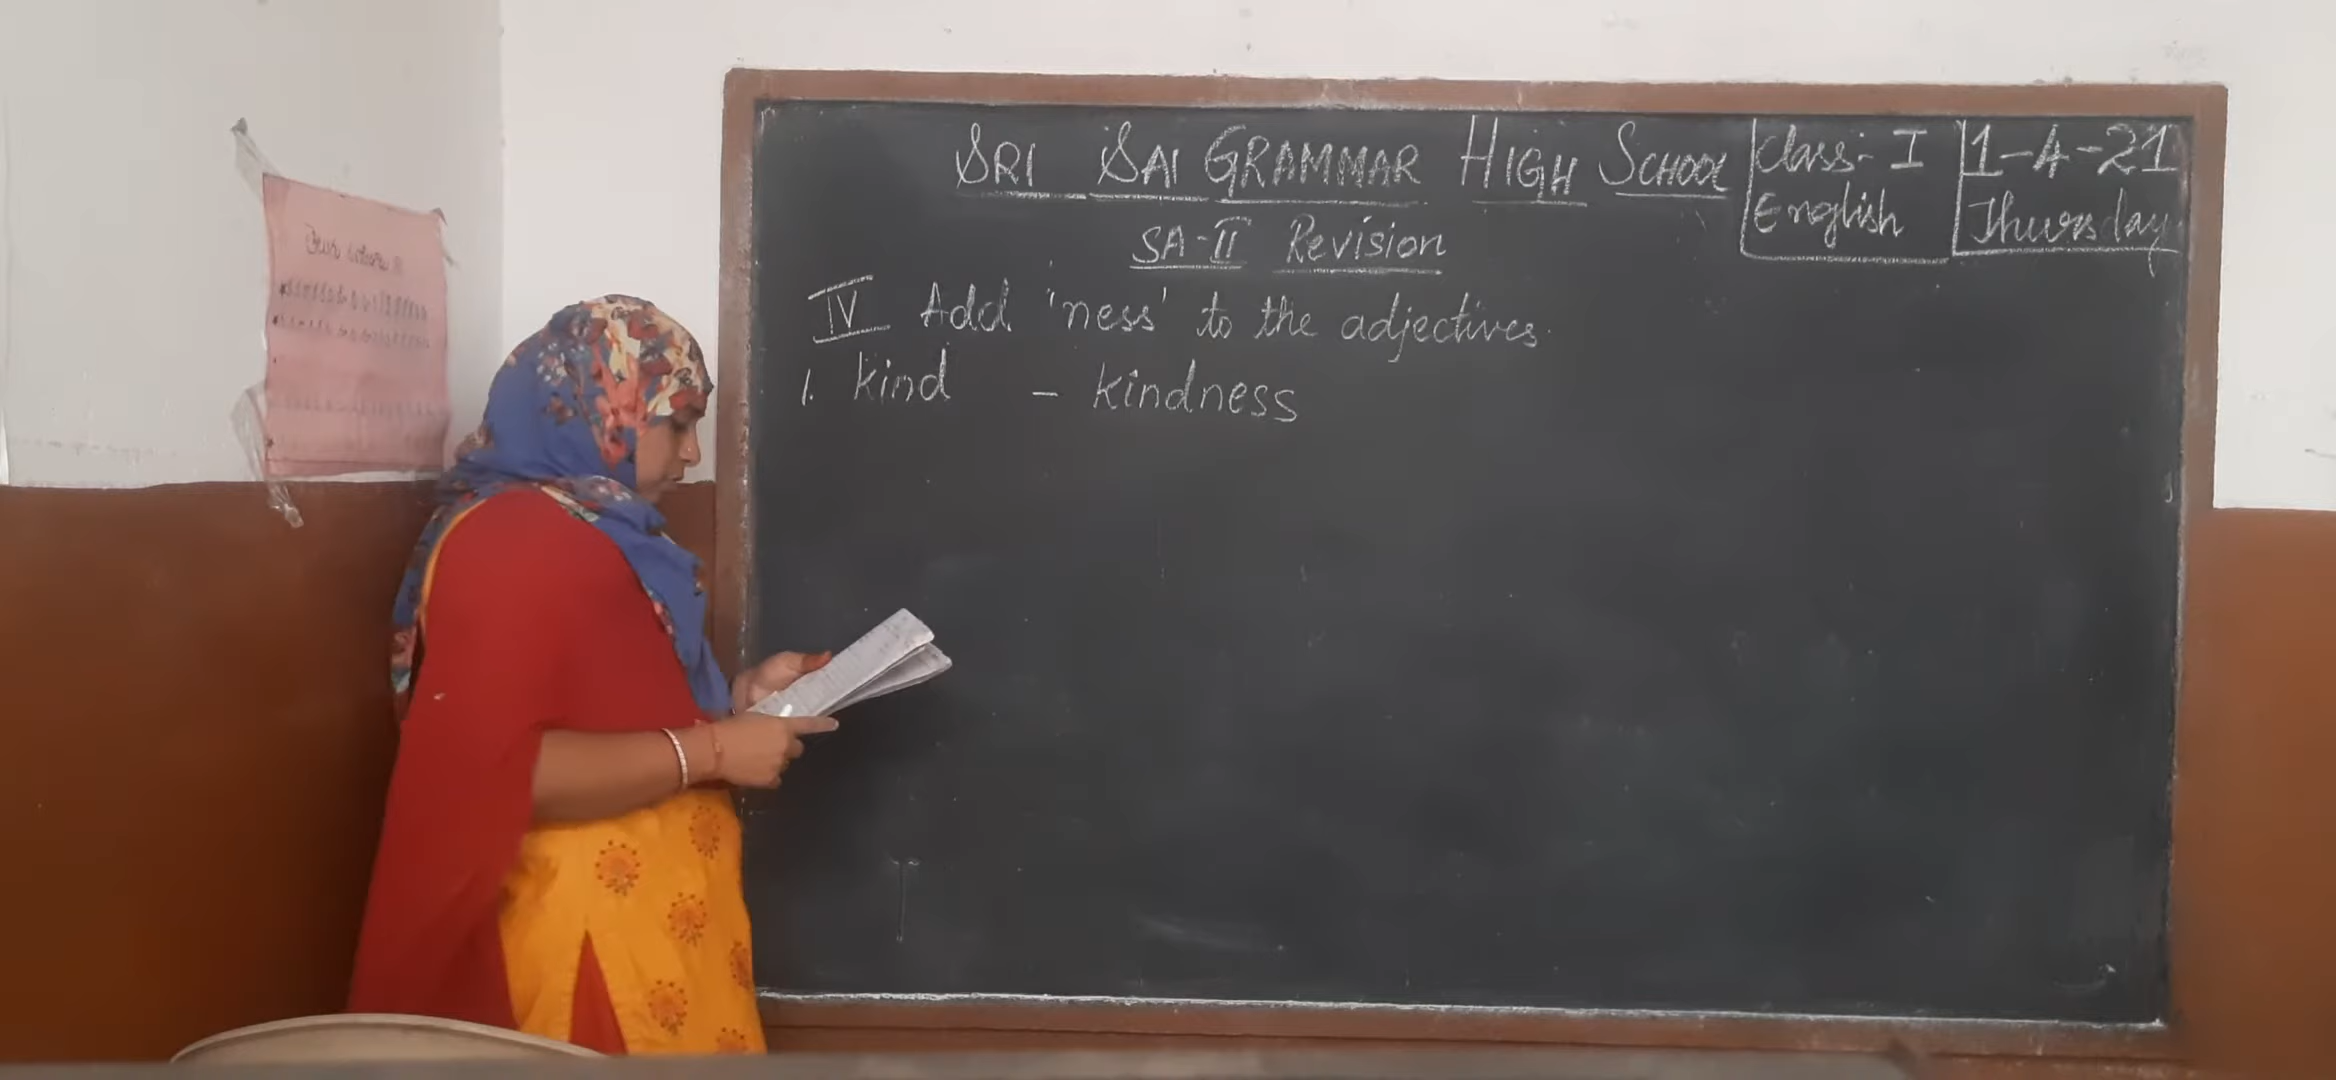 SRI SAI GRAMMAR HIGH SCHOOL
Class:- I
English
1-4-21
Thursday
SA-II Revision
IV Add 'ness' to the adjectives.
1. kind - kindness